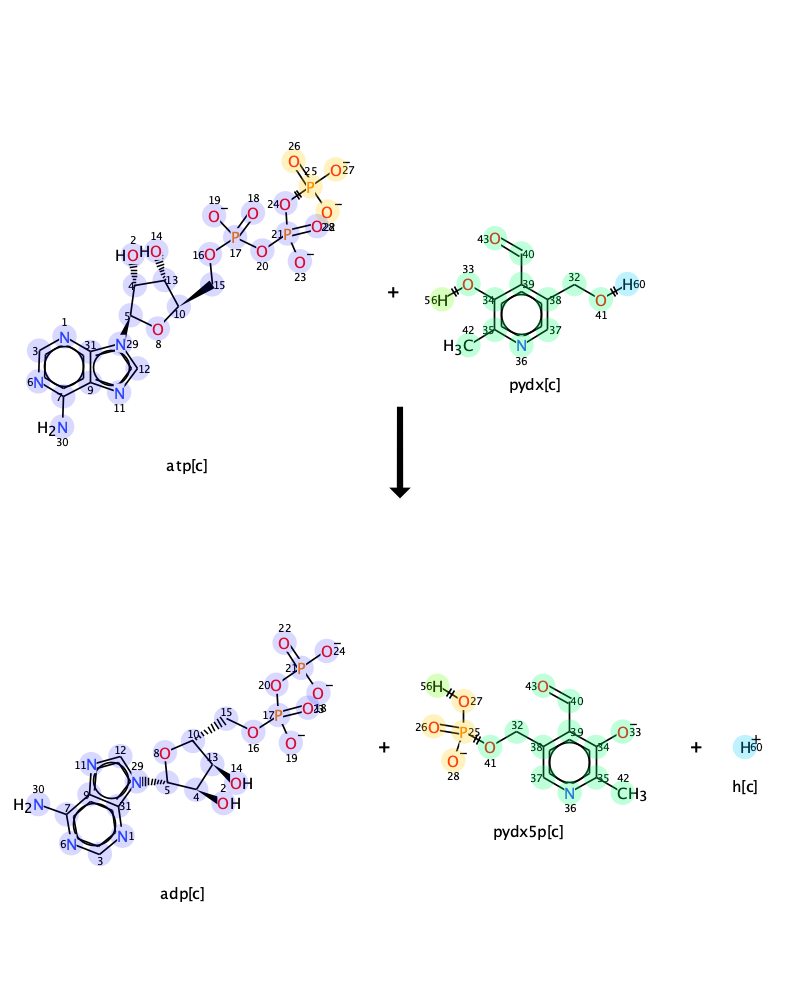 26
25
O
O⁻ 27
P
19
18
24 O
O⁻
O⁻
O
21 P
O 28 22
2
14
P
HO
HO
16 O
17
O
20
O⁻
23
4
13
15
5
10
1
O
8
N
31
N 29
3
12
6 N
7
9
N
11
H₂N
30
atp[c]
+
43 O
40
33
O
39
32
H 60
56 H
34
38
O
41
42
35
37
H₃C
N
36
pydx[c]
22
O
O⁻ 24
21 P
15
20 O
O⁻
17 P
O 23 18
10
O
16
O⁻
19
12
8 O
13
14
11 N
29
N
OH
5
4
2
OH
30
9
31
H₂N
7
N 1
6 N
3
adp[c]
+
56 H
O 27
43 O
40
26 O
P 25
32
39
O⁻ 33
O
41
38
34
O⁻
28
37
35
42
CH₃
N
36
pydx5p[c]
+
H⁺ 60
h[c]